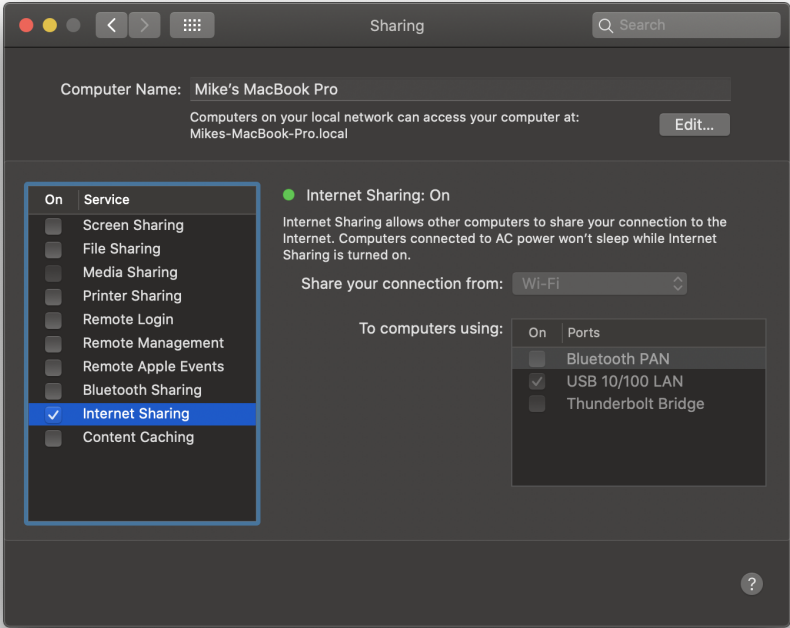 Sharing
Search
Computer Name: Mike's MacBook Pro
Computers on your local network can access your computer at:
Mikes-MacBook-Pro.local
Edit...
On Service
Screen Sharing
File Sharing
Media Sharing
Printer Sharing
Remote Login
Remote Management
Remote Apple Events
Bluetooth Sharing
Internet Sharing
Content Caching
Internet Sharing: On
Internet Sharing allows other computers to share your connection to the
Internet. Computers connected to AC power won't sleep while Internet
Sharing is turned on.
Share your connection from: Wi-Fi
To computers using:
On Ports
Bluetooth PAN
USB 10/100 LAN
Thunderbolt Bridge
?